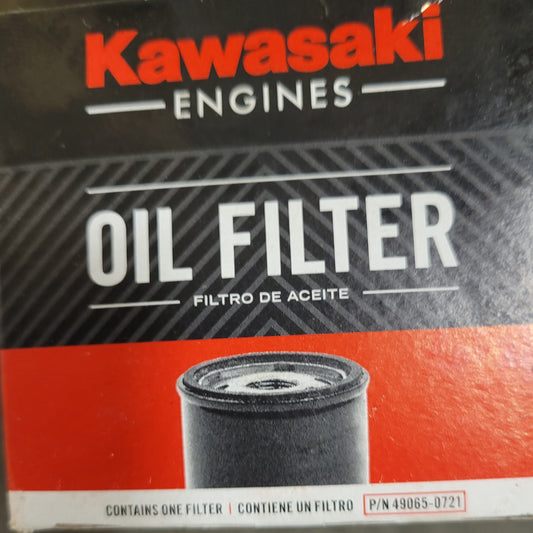 Kawasaki
ENGINES
OIL FILTER
FILTRO DE ACEITE
CONTAINS ONE FILTER | CONTIENE UN FILTRO P/N 49065-0721